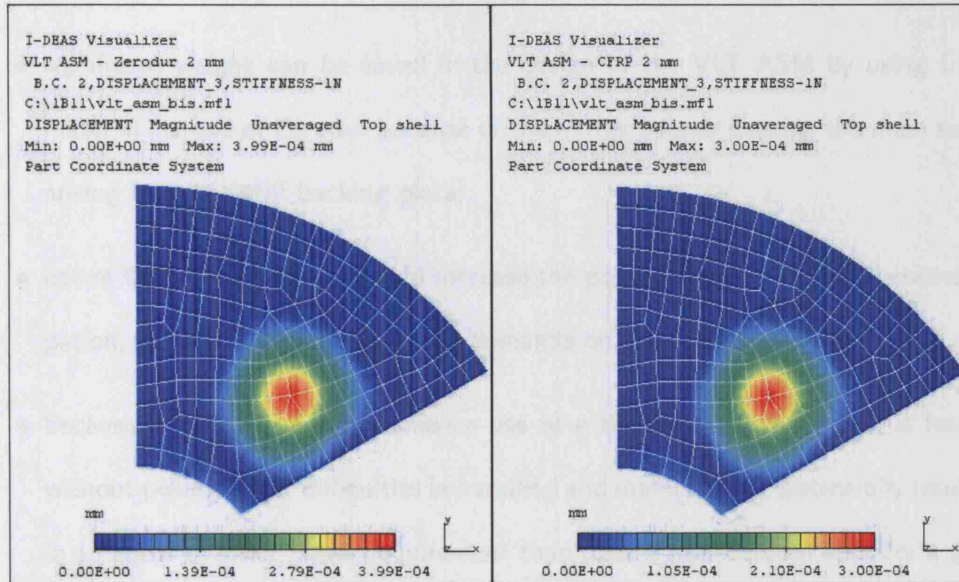 I-DEAS Visualizer
VLT ASM - Zerodur 2 mm
B.C. 2,DISPLACEMENT_3,STIFFNESS-1N
C:\1B11\vlt_asm_bis.mf1
DISPLACEMENT Magnitude Unaveraged Top shell
Min: 0.00E+00 mm Max: 3.99E-04 mm
Part Coordinate System
mm
y
x
0.00E+00 1.39E-04 2.79E-04 3.99E-04
I-DEAS Visualizer
VLT ASM - CFRP 2 mm
B.C. 2,DISPLACEMENT_3,STIFFNESS-1N
C:\1B11\vlt_asm_bis.mf1
DISPLACEMENT Magnitude Unaveraged Top shell
Min: 0.00E+00 mm Max: 3.00E-04 mm
Part Coordinate System
mm
y
x
0.00E+00 1.05E-04 2.10E-04 3.00E-04